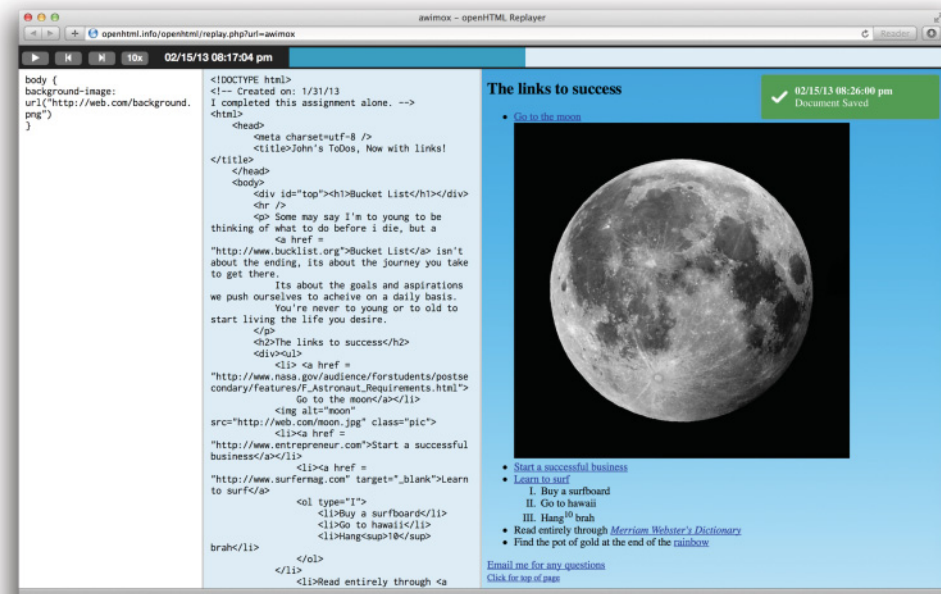 awimox – openHTML Replayer
openhtml.info/openhtml/replay.php?url=awimox
Reader
10x
02/15/13 08:17:04 pm
body {
background-image:
url("http://web.com/background.
png")
}
<!DOCTYPE html>
<!-- Created on: 1/31/13
I completed this assignment alone. -->
<html>
<head>
<meta charset=utf-8 />
<title>John's ToDos, Now with links!
</title>
</head>
<body>
<div id="top"><h1>Bucket List</h1></div>
<hr />
<p> Some may say I'm to young to be
thinking of what to do before i die, but a
<a href =
"http://www.bucklist.org">Bucket List</a> isn't
about the ending, its about the journey you take
to get there.
Its about the goals and aspirations
we push ourselves to acheive on a daily basis.
You're never to young or to old to
start living the life you desire.
</p>
<h2>The links to success</h2>
<div><ul>
<li> <a href =
"http://www.nasa.gov/audience/forstudents/postse
condary/features/F_Astronaut_Requirements.html">
Go to the moon</a></li>
<img alt="moon"
src="http://web.com/moon.jpg" class="pic">
<li><a href =
"http://www.entrepreneur.com">Start a successful
business</a></li>
<li><a href =
"http://www.surfermag.com" target="_blank">Learn
to surf</a>
<ol type="I">
<li>Buy a surfboard</li>
<li>Go to hawaii</li>
<li>Hang<sup>10</sup>
brah</li>
</ol>
</li>
<li>Read entirely through <a
The links to success
02/15/13 08:26:00 pm
Document Saved
• Go to the moon
• Start a successful business
• Learn to surf
I. Buy a surfboard
II. Go to hawaii
III. Hang10 brah
• Read entirely through Merriam Webster's Dictionary
• Find the pot of gold at the end of the rainbow
Email me for any questions
Click for top of page